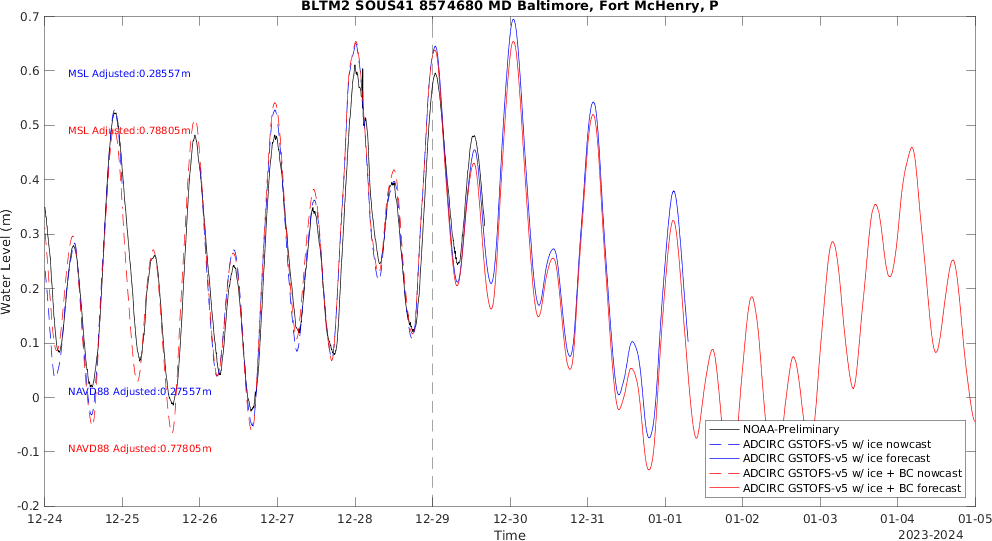 BLTM2 SOUS41 8574680 MD Baltimore, Fort McHenry, P
0.7
0.6
0.5
0.4
0.3
0.2
0.1
0
-0.1
-0.2
Water Level (m)
MSL Adjusted:0.28557m
MSL Adjusted:0.78805m
NAVD88 Adjusted:0.27557m
NAVD88 Adjusted:0.77805m
NOAA-Preliminary
ADCIRC GSTOFS-v5 w/ ice nowcast
ADCIRC GSTOFS-v5 w/ ice forecast
ADCIRC GSTOFS-v5 w/ ice + BC nowcast
ADCIRC GSTOFS-v5 w/ ice + BC forecast
12-24 12-25 12-26 12-27 12-28 12-29 12-30 12-31 01-01 01-02 01-03 01-04 01-05
Time
2023-2024